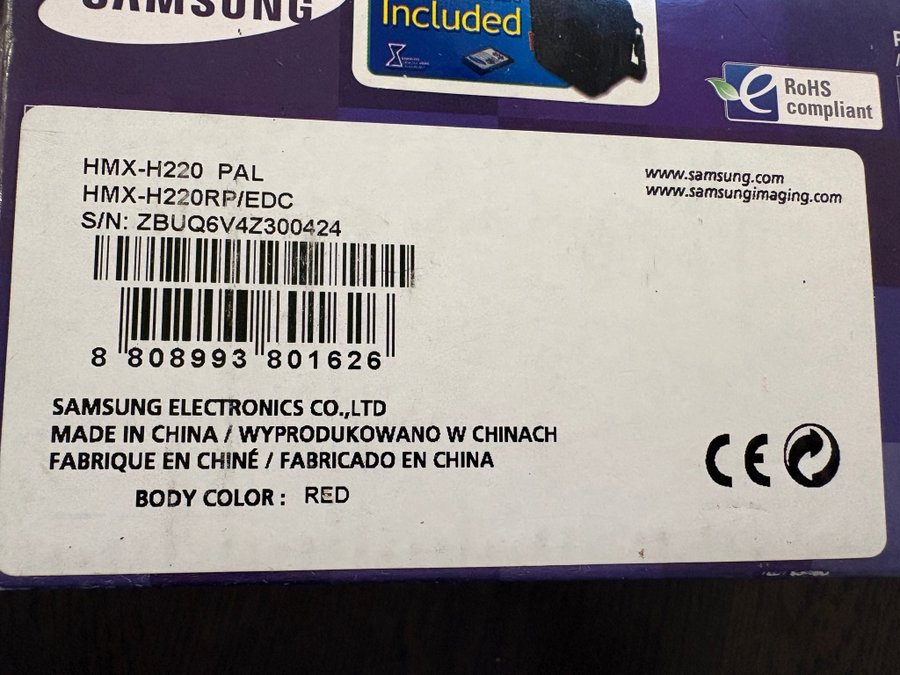 SAMSUNG
Included
RoHS
compliant
HMX-H220 PAL
HMX-H220RP/EDC
S/N: ZBUQ6V4Z300424
www.samsung.com
www.samsungimaging.com
8 808993 801626
SAMSUNG ELECTRONICS CO.,LTD
MADE IN CHINA / WYPRODUKOWANO W CHINACH
FABRIQUE EN CHINÉ / FABRICADO EN CHINA
BODY COLOR : RED
CE